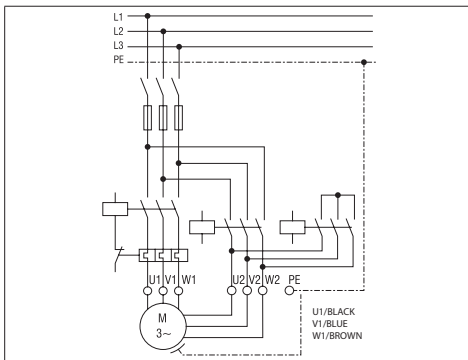 L1
L2
L3
PE
U1 V1 W1 U2 V2 W2 PE
M
3~
U1/BLACK
V1/BLUE
W1/BROWN